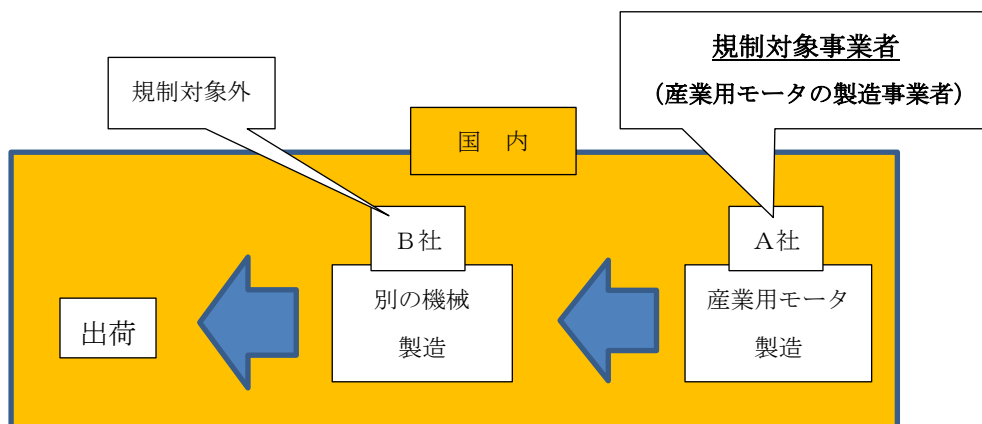 規制対象事業者
(産業用モータの製造事業者)
規制対象外
国 内
B社
A社
別の機械
製造
産業用モータ
製造
出荷